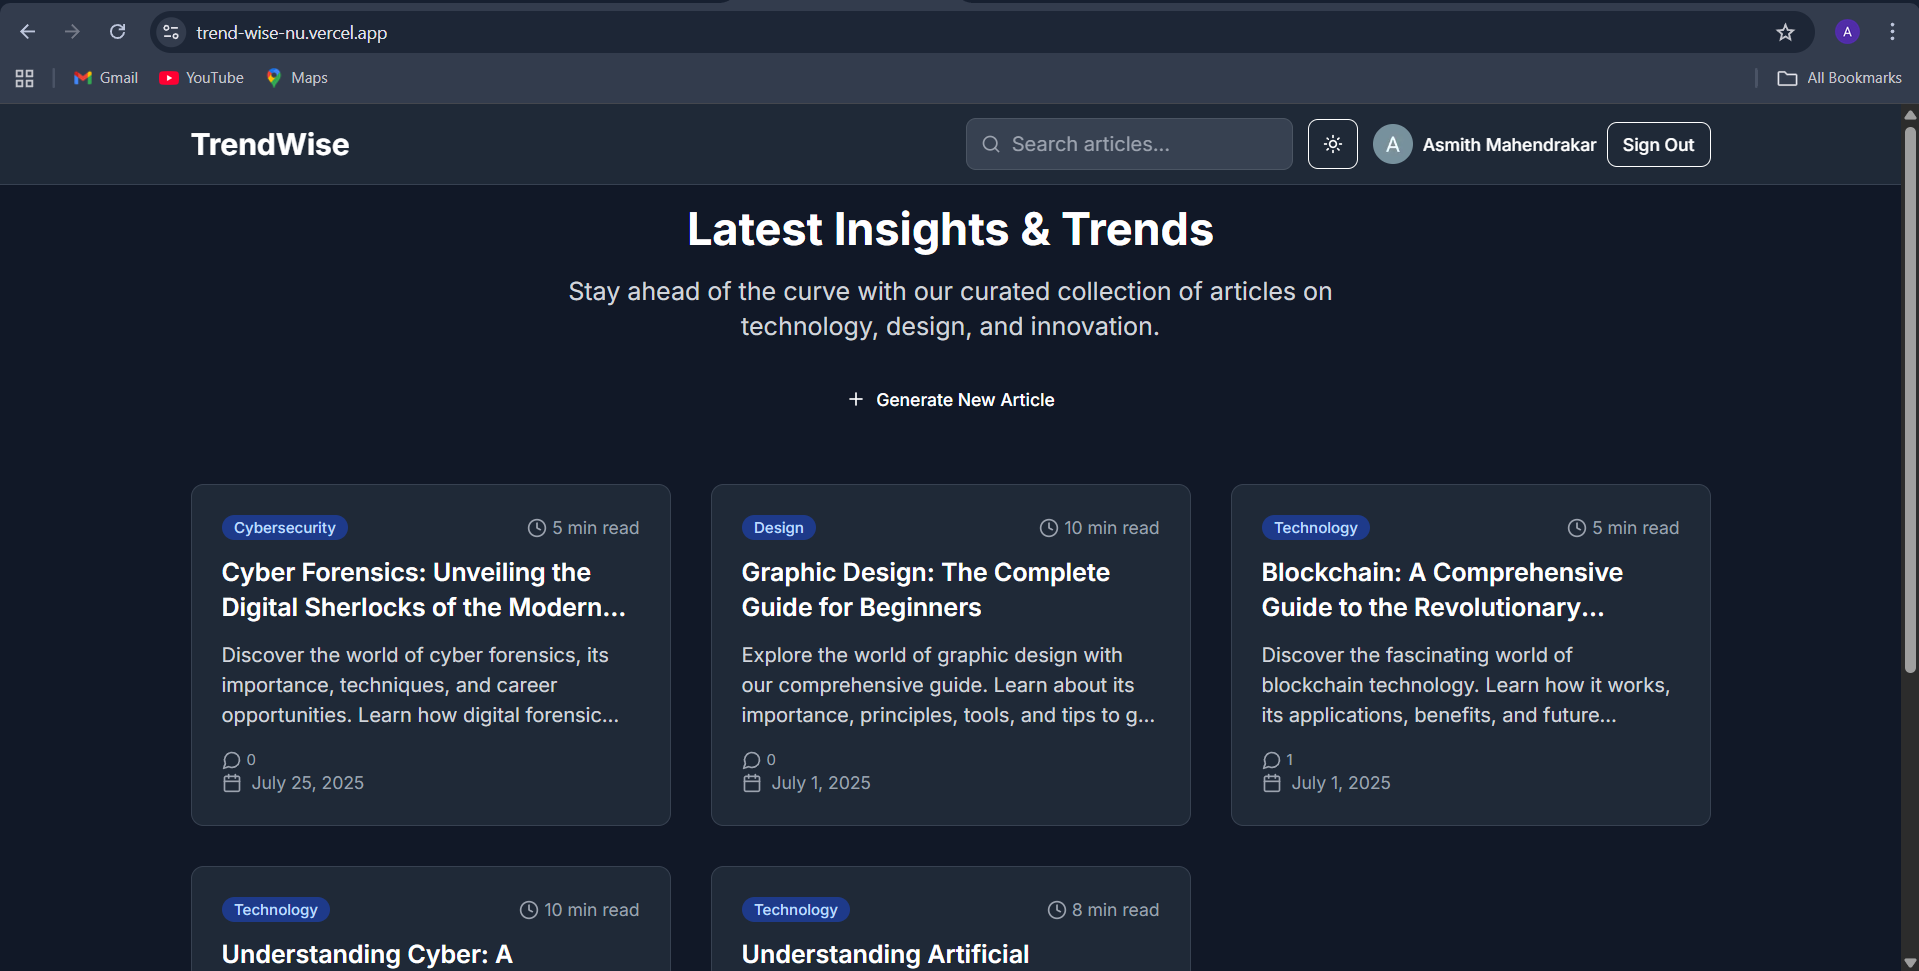 trend-wise-nu.vercel.app
A
Gmail
YouTube
Maps
All Bookmarks
TrendWise
Search articles...
A
Asmith Mahendrakar
Sign Out
Latest Insights & Trends
Stay ahead of the curve with our curated collection of articles on
technology, design, and innovation.
+ Generate New Article
Cybersecurity
5 min read
Cyber Forensics: Unveiling the
Digital Sherlocks of the Modern...
Discover the world of cyber forensics, its
importance, techniques, and career
opportunities. Learn how digital forensic...
0
July 25, 2025
Design
10 min read
Graphic Design: The Complete
Guide for Beginners
Explore the world of graphic design with
our comprehensive guide. Learn about its
importance, principles, tools, and tips to g...
0
July 1, 2025
Technology
5 min read
Blockchain: A Comprehensive
Guide to the Revolutionary...
Discover the fascinating world of
blockchain technology. Learn how it works,
its applications, benefits, and future...
1
July 1, 2025
Technology
10 min read
Understanding Cyber: A
Technology
8 min read
Understanding Artificial